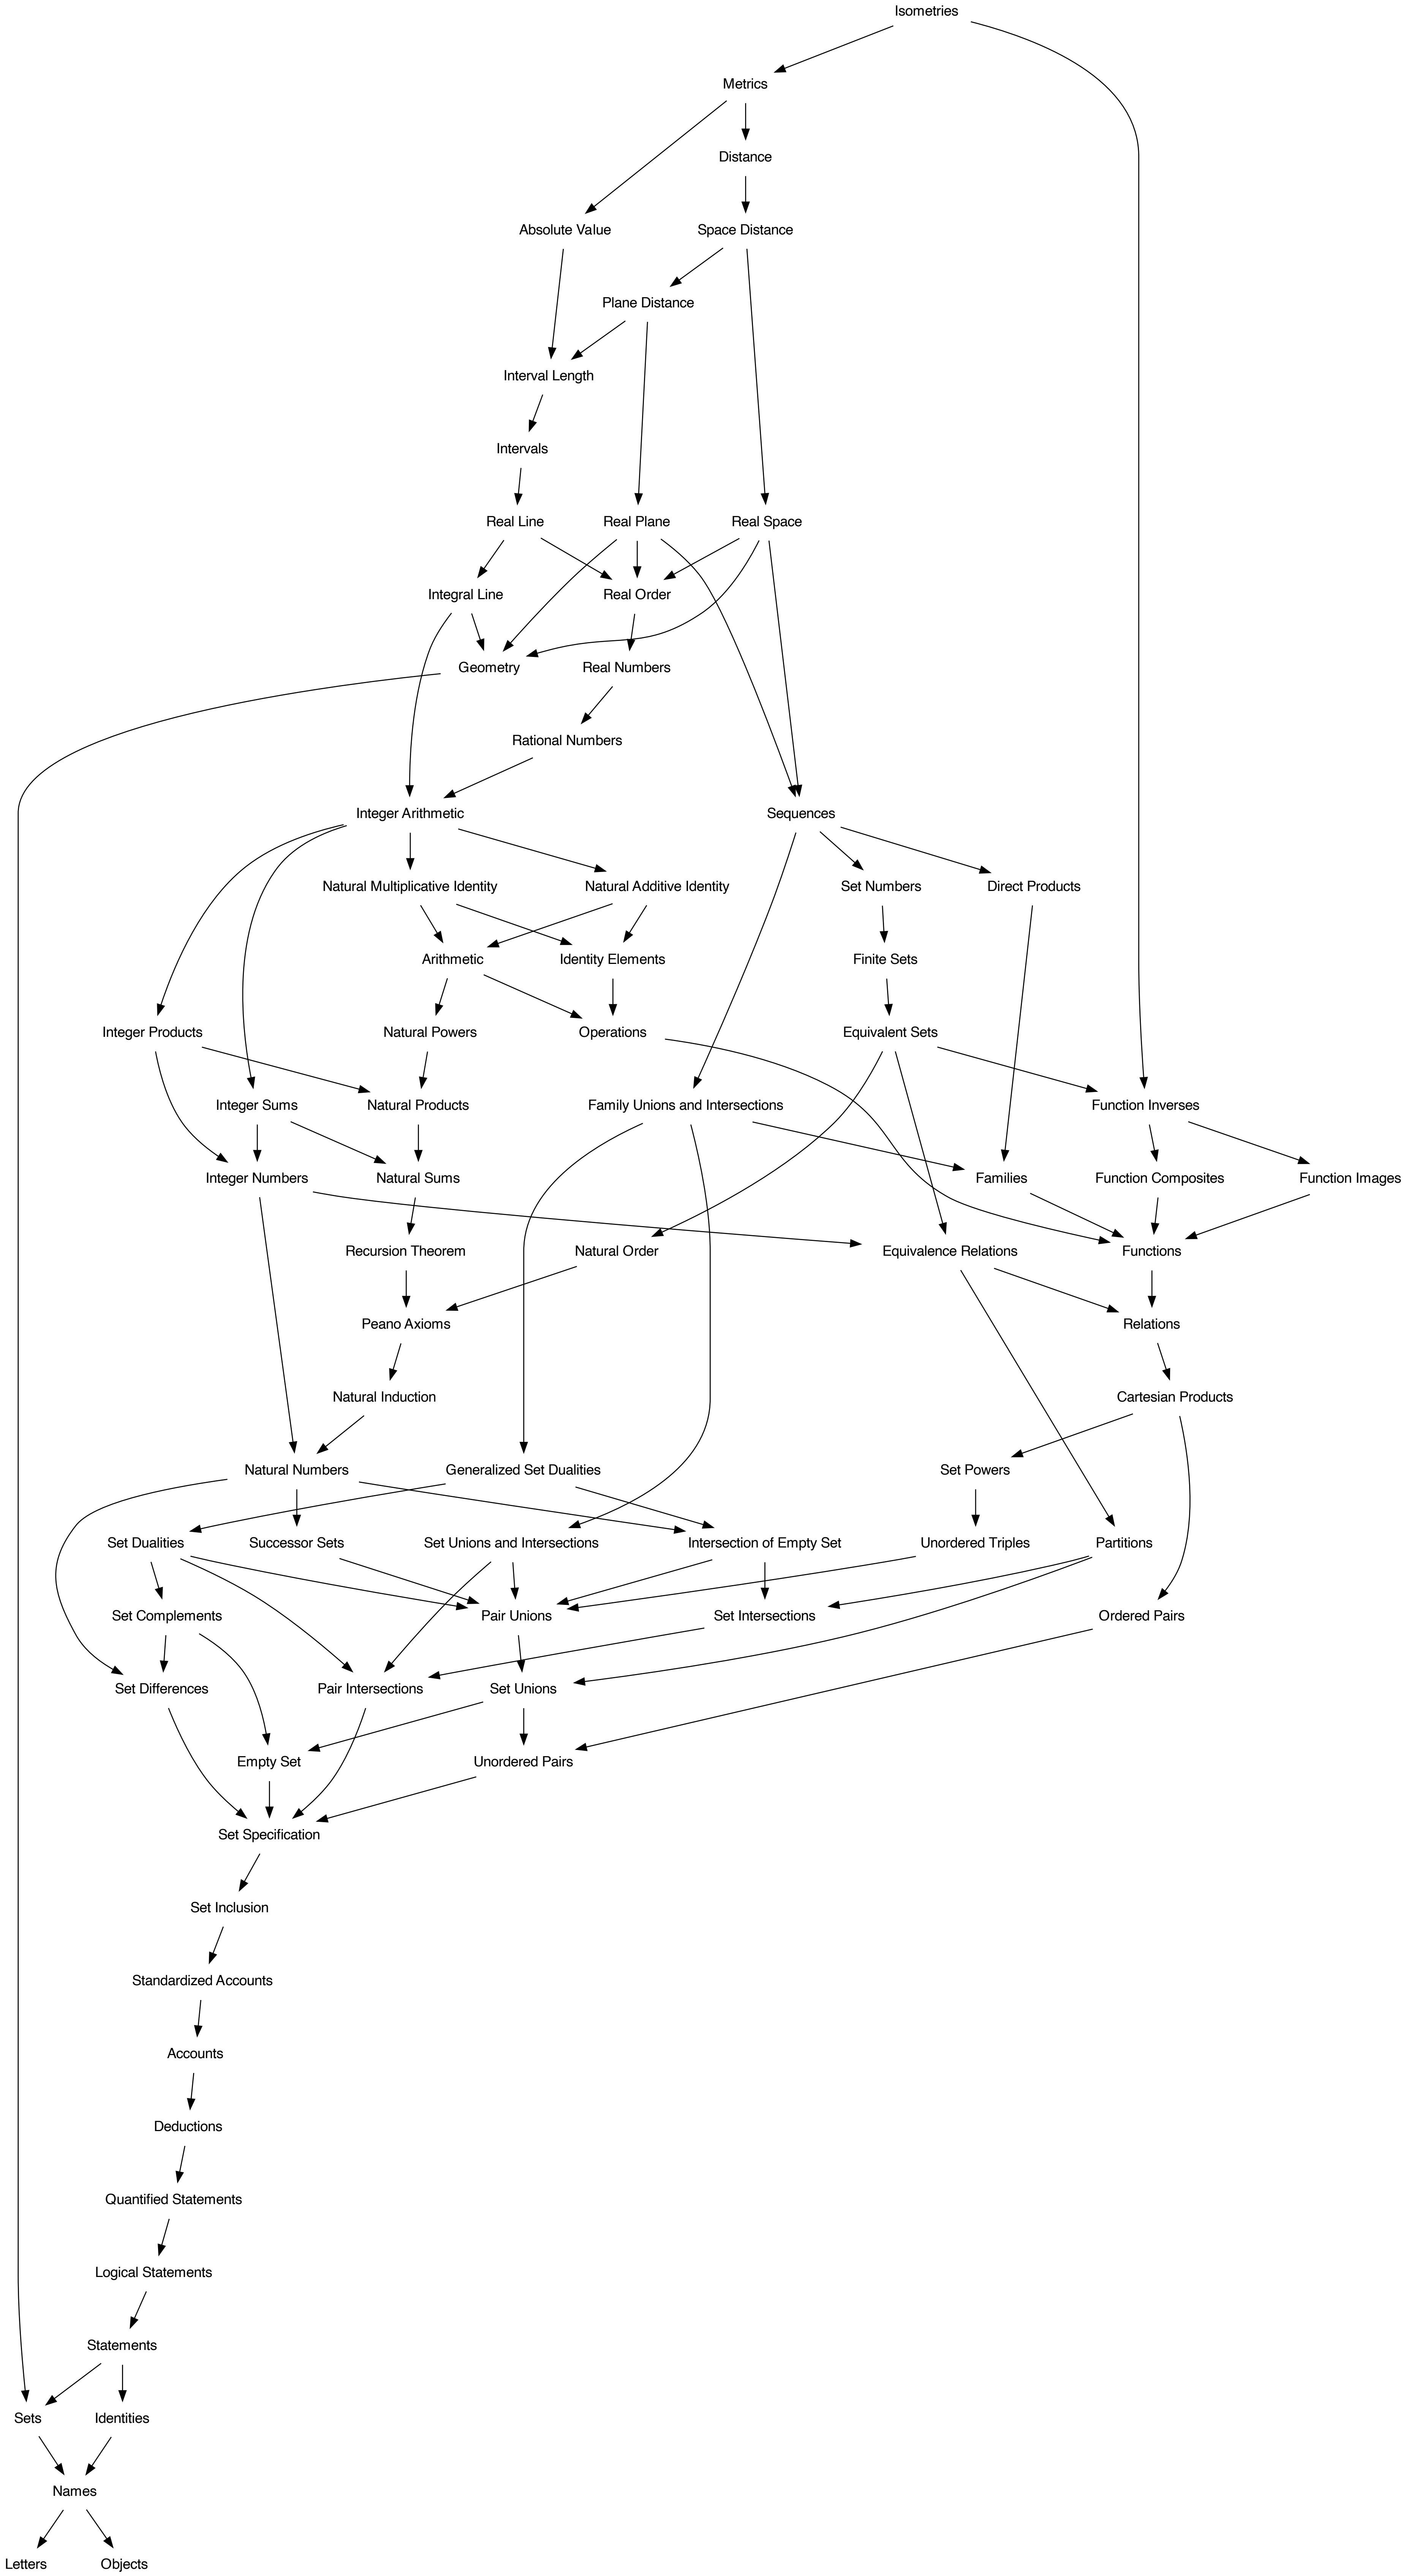 Isometries
Metrics
Distance
Absolute Value
Space Distance
Plane Distance
Interval Length
Intervals
Real Line
Real Plane
Real Space
Integral Line
Real Order
Geometry
Real Numbers
Rational Numbers
Integer Arithmetic
Sequences
Natural Multiplicative Identity
Natural Additive Identity
Set Numbers
Direct Products
Arithmetic
Identity Elements
Finite Sets
Integer Products
Natural Powers
Operations
Equivalent Sets
Integer Sums
Natural Products
Family Unions and Intersections
Function Inverses
Integer Numbers
Natural Sums
Families
Function Composites
Function Images
Recursion Theorem
Natural Order
Equivalence Relations
Functions
Peano Axioms
Relations
Natural Induction
Cartesian Products
Natural Numbers
Generalized Set Dualities
Set Powers
Set Dualities
Successor Sets
Set Unions and Intersections
Intersection of Empty Set
Unordered Triples
Partitions
Set Complements
Pair Unions
Set Intersections
Ordered Pairs
Set Differences
Pair Intersections
Set Unions
Empty Set
Unordered Pairs
Set Specification
Set Inclusion
Standardized Accounts
Accounts
Deductions
Quantified Statements
Logical Statements
Statements
Sets
Identities
Names
Letters
Objects